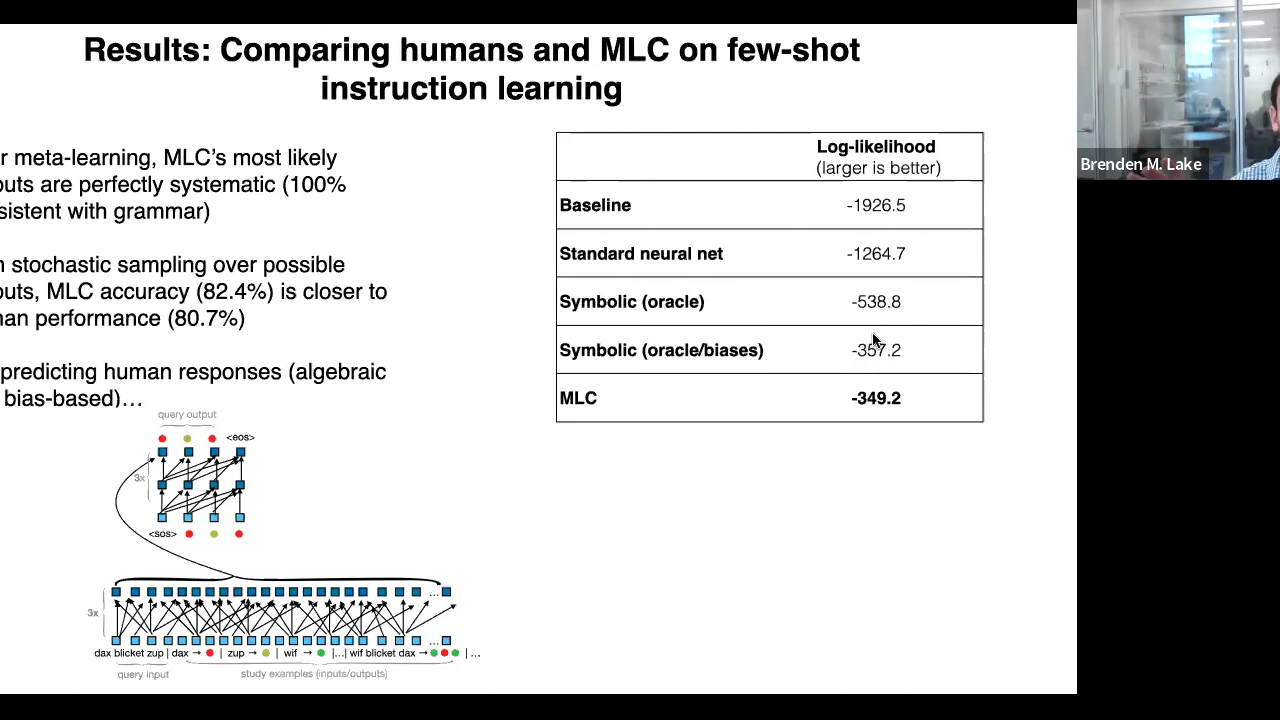 Results: Comparing humans and MLC on few-shot
instruction learning
r meta-learning, MLC's most likely
puts are perfectly systematic (100%
sistent with grammar)
n stochastic sampling over possible
puts, MLC accuracy (82.4%) is closer to
nan performance (80.7%)
predicting human responses (algebraic
bias-based)…
Log-likelihood
(larger is better)
Baseline -1926.5
Standard neural net -1264.7
Symbolic (oracle) -538.8
Symbolic (oracle/biases) -357.2
MLC -349.2
query output
<eos>
3x
<sos>
3x
...
...
dax blicket zup | dax → | zup → | wif → |...| wif blicket dax → | ...
query input
study examples (inputs/outputs)
Brenden M. Lake